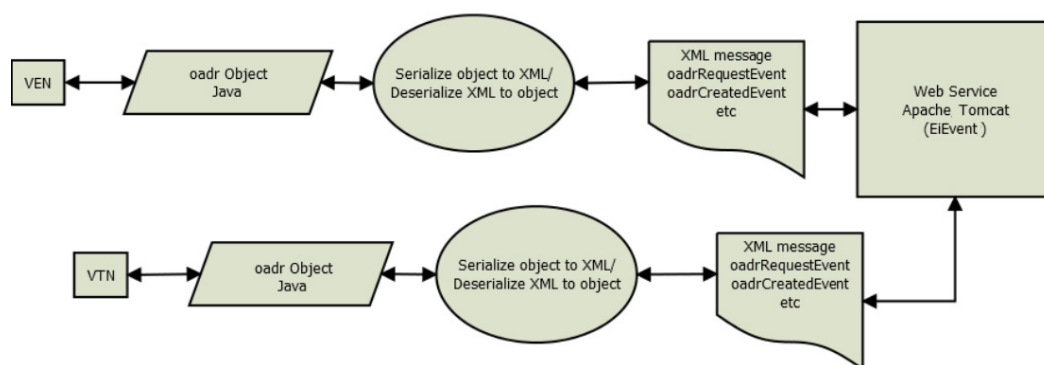 VEN
oadr Object
Java
Serialize object to XML/
Deserialize XML to object
XML message
oadrRequestEvent
oadrCreatedEvent
etc
Web Service
Apache Tomcat
(EiEvent )
VTN
oadr Object
Java
Serialize object to XML/
Deserialize XML to object
XML message
oadrRequestEvent
oadrCreatedEvent
etc